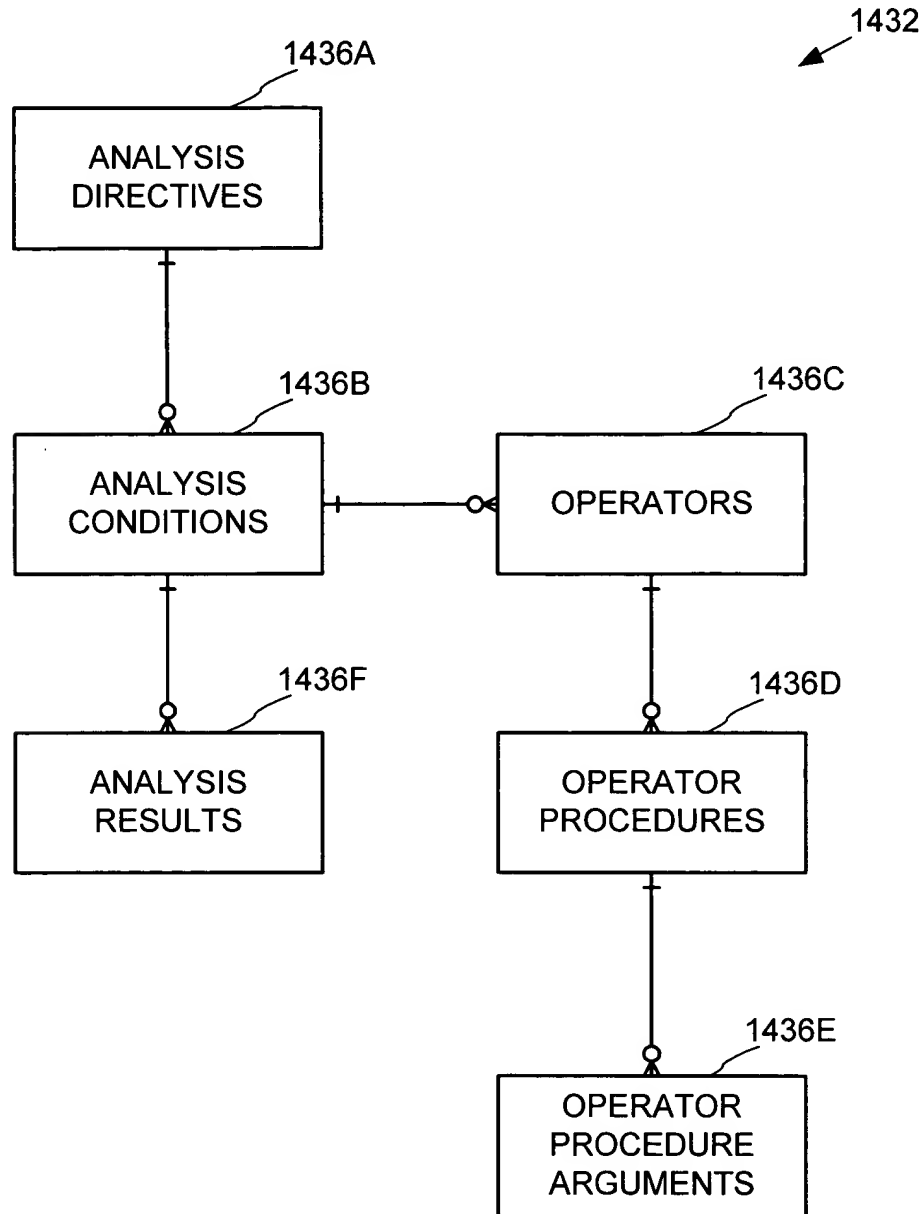 1432
1436A
ANALYSIS
DIRECTIVES
1436B
ANALYSIS
CONDITIONS
1436C
OPERATORS
1436F
ANALYSIS
RESULTS
1436D
OPERATOR
PROCEDURES
1436E
OPERATOR
PROCEDURE
ARGUMENTS